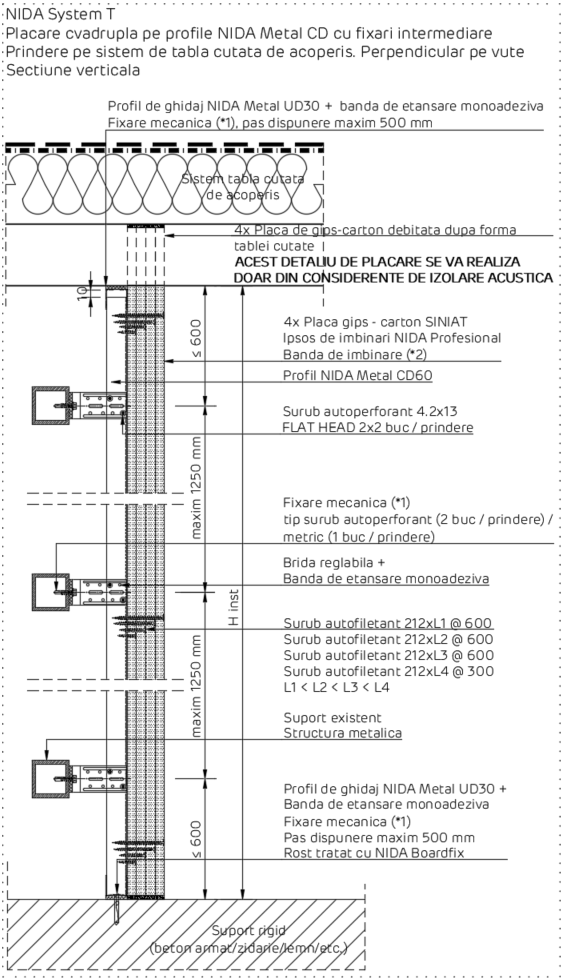 NIDA System T
Placare cvadrupla pe profile NIDA Metal CD cu fixari intermediare
Prindere pe sistem de tabla cutata de acoperis. Perpendicular pe vute
Sectiune verticala
Profil de ghidaj NIDA Metal UD30 + banda de etansare monoadeziva
Fixare mecanica (*1), pas dispunere maxim 500 mm
Sistem tabla cutata
de acoperis
4x Placa de gips-carton debitata dupa forma
tablei cutate
ACEST DETALIU DE PLACARE SE VA REALIZA
DOAR DIN CONSIDERENTE DE IZOLARE ACUSTICA
10
≤ 600
4x Placa gips - carton SINIAT
Ipsos de imbinari NIDA Profesional
Banda de imbinare (*2)
Profil NIDA Metal CD60
Surub autoperforant 4.2x13
FLAT HEAD 2x2 buc / prindere
maxim 1250 mm
Fixare mecanica (*1)
tip surub autoperforant (2 buc / prindere) /
metric (1 buc / prindere)
Brida reglabila +
Banda de etansare monoadeziva
H inst
Surub autofiletant 212xL1 @ 600
Surub autofiletant 212xL2 @ 600
Surub autofiletant 212xL3 @ 600
Surub autofiletant 212xL4 @ 300
L1 < L2 < L3 < L4
maxim 1250 mm
Suport existent
Structura metalica
Profil de ghidaj NIDA Metal UD30 +
Banda de etansare monoadeziva
Fixare mecanica (*1)
Pas dispunere maxim 500 mm
Rost tratat cu NIDA Boardfix
≤ 600
Suport rigid
(beton armat/zidarie/lemn/etc.)